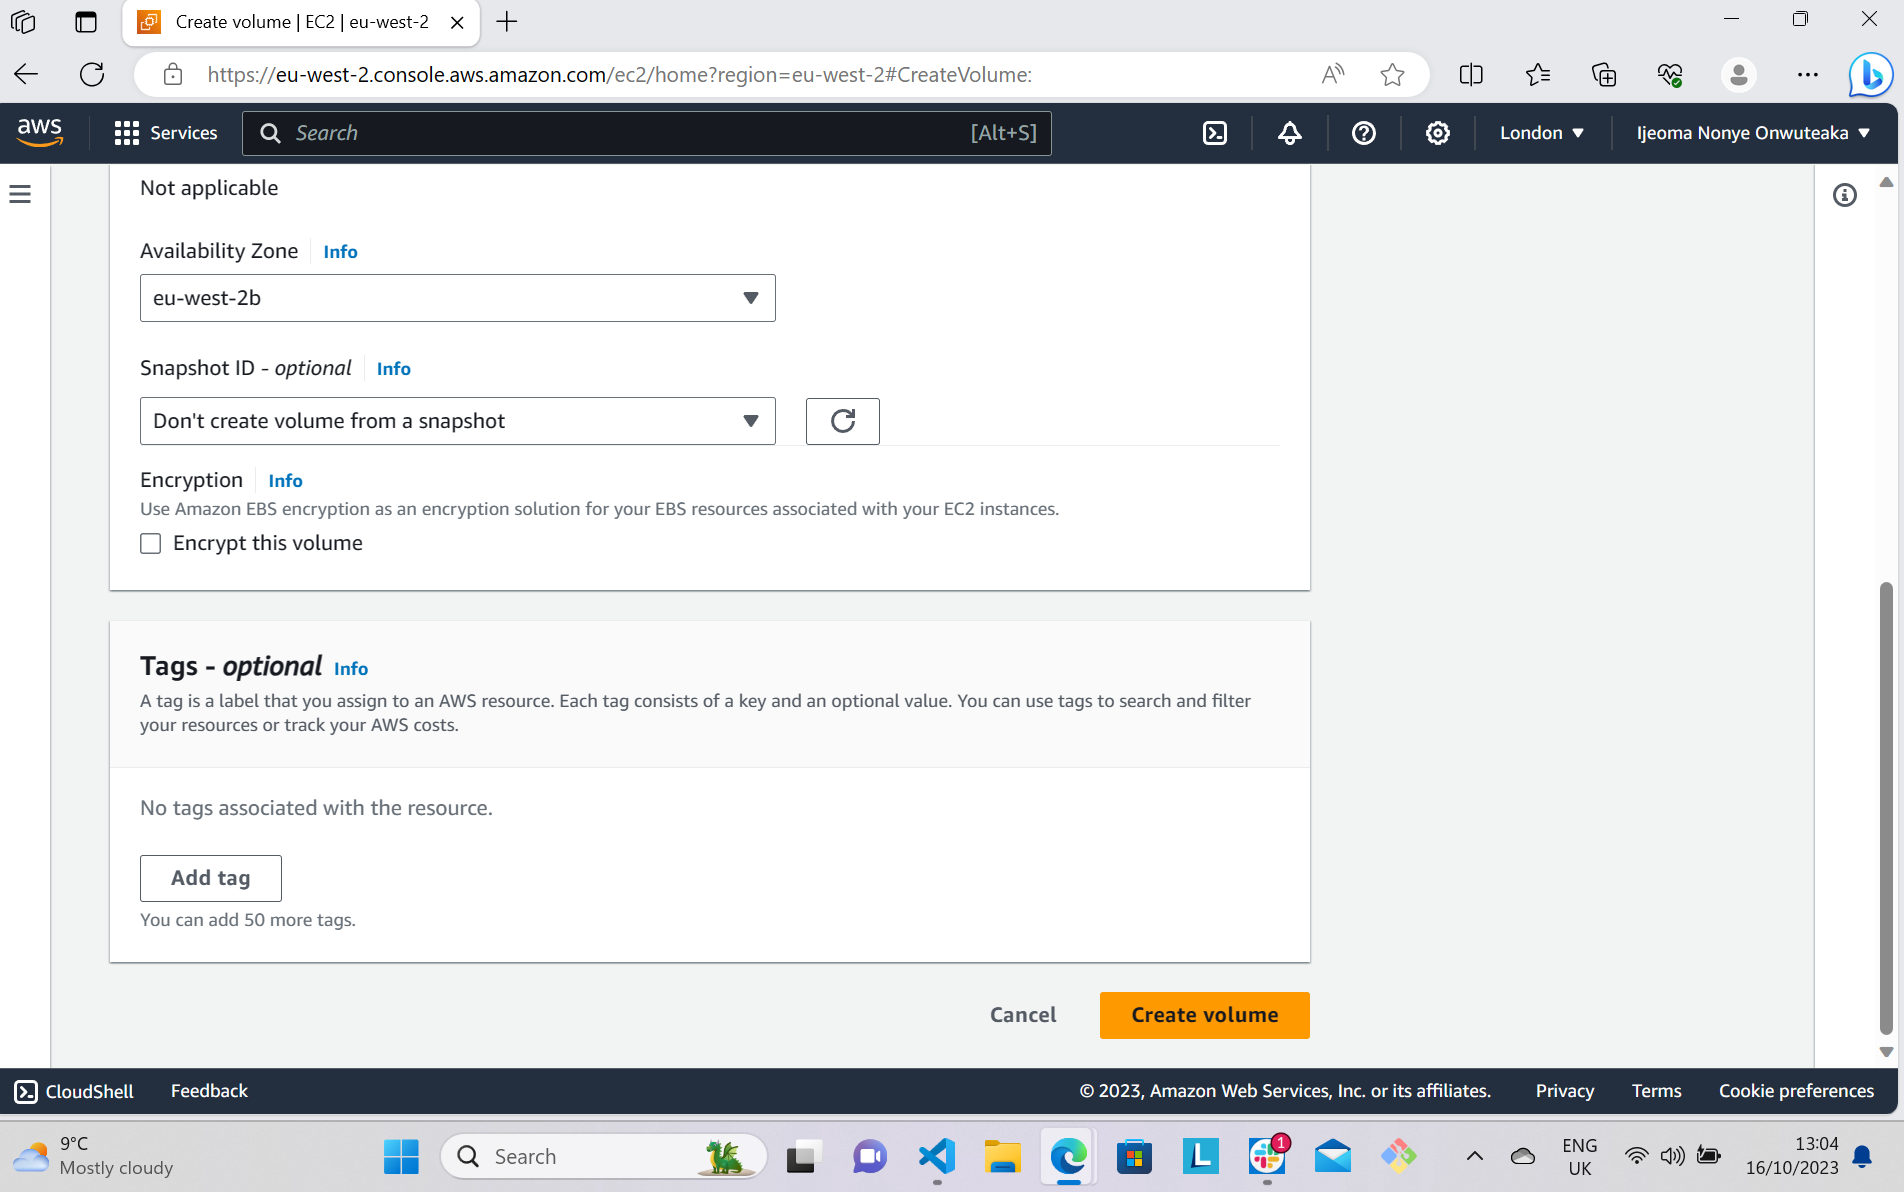 Create volume | EC2 | eu-west-2
https://eu-west-2.console.aws.amazon.com/ec2/home?region=eu-west-2#CreateVolume:
aws
Services
Search
[Alt+S]
London
Ijeoma Nonye Onwuteaka
Not applicable
Availability Zone Info
eu-west-2b
Snapshot ID - optional Info
Don't create volume from a snapshot
Encryption Info
Use Amazon EBS encryption as an encryption solution for your EBS resources associated with your EC2 instances.
Encrypt this volume
Tags - optional Info
A tag is a label that you assign to an AWS resource. Each tag consists of a key and an optional value. You can use tags to search and filter
your resources or track your AWS costs.
No tags associated with the resource.
Add tag
You can add 50 more tags.
Cancel
Create volume
CloudShell
Feedback
© 2023, Amazon Web Services, Inc. or its affiliates.
Privacy
Terms
Cookie preferences
9°C
Mostly cloudy
Search
L
1
ENG
UK
13:04
16/10/2023